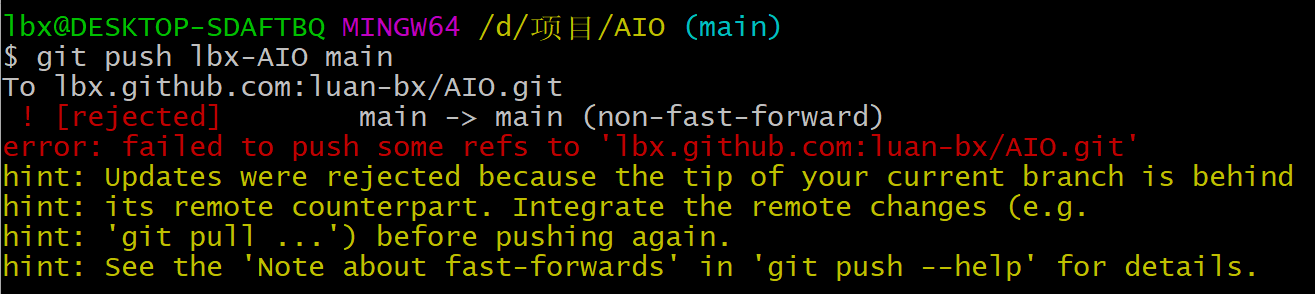 lbx@DESKTOP-SDAFTBQ MINGW64 /d/项目/AIO (main)
$ git push lbx-AIO main
To lbx.github.com:luan-bx/AIO.git
 ! [rejected]        main -> main (non-fast-forward)
error: failed to push some refs to 'lbx.github.com:luan-bx/AIO.git'
hint: Updates were rejected because the tip of your current branch is behind
hint: its remote counterpart. Integrate the remote changes (e.g.
hint: 'git pull ...') before pushing again.
hint: See the 'Note about fast-forwards' in 'git push --help' for details.